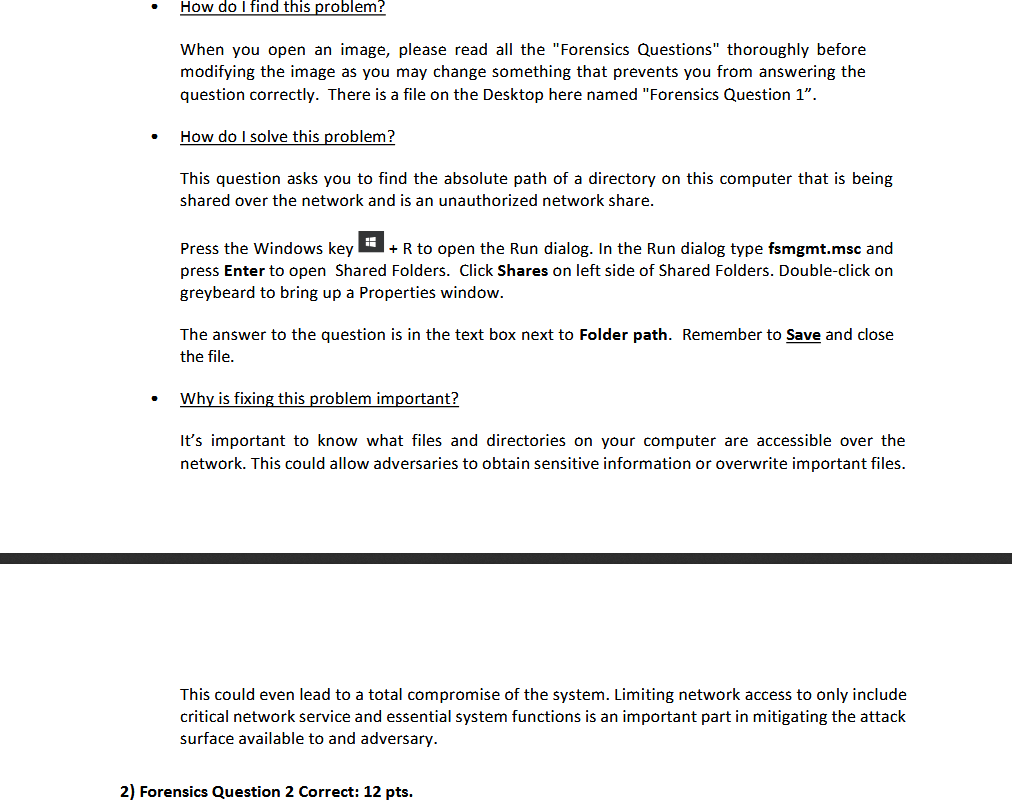 • How do I find this problem?
When you open an image, please read all the "Forensics Questions" thoroughly before
modifying the image as you may change something that prevents you from answering the
question correctly.  There is a file on the Desktop here named "Forensics Question 1”.
• How do I solve this problem?
This question asks you to find the absolute path of a directory on this computer that is being
shared over the network and is an unauthorized network share.
Press the Windows key + R to open the Run dialog. In the Run dialog type fsmgmt.msc and
press Enter to open  Shared Folders.  Click Shares on left side of Shared Folders. Double-click on
greybeard to bring up a Properties window.
The answer to the question is in the text box next to Folder path.  Remember to Save and close
the file.
• Why is fixing this problem important?
It’s important to know what files and directories on your computer are accessible over the
network. This could allow adversaries to obtain sensitive information or overwrite important files.
This could even lead to a total compromise of the system. Limiting network access to only include
critical network service and essential system functions is an important part in mitigating the attack
surface available to and adversary.
2) Forensics Question 2 Correct: 12 pts.